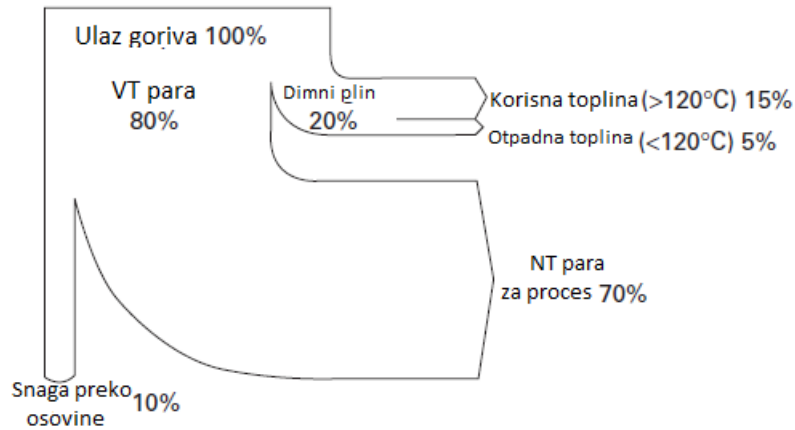 Ulaz goriva 100%
VT para
80%
Dimni plin
20%
Korisna toplina (>120°C) 15%
Otpadna toplina (<120°C) 5%
NT para
za proces 70%
Snaga preko
osovine 10%